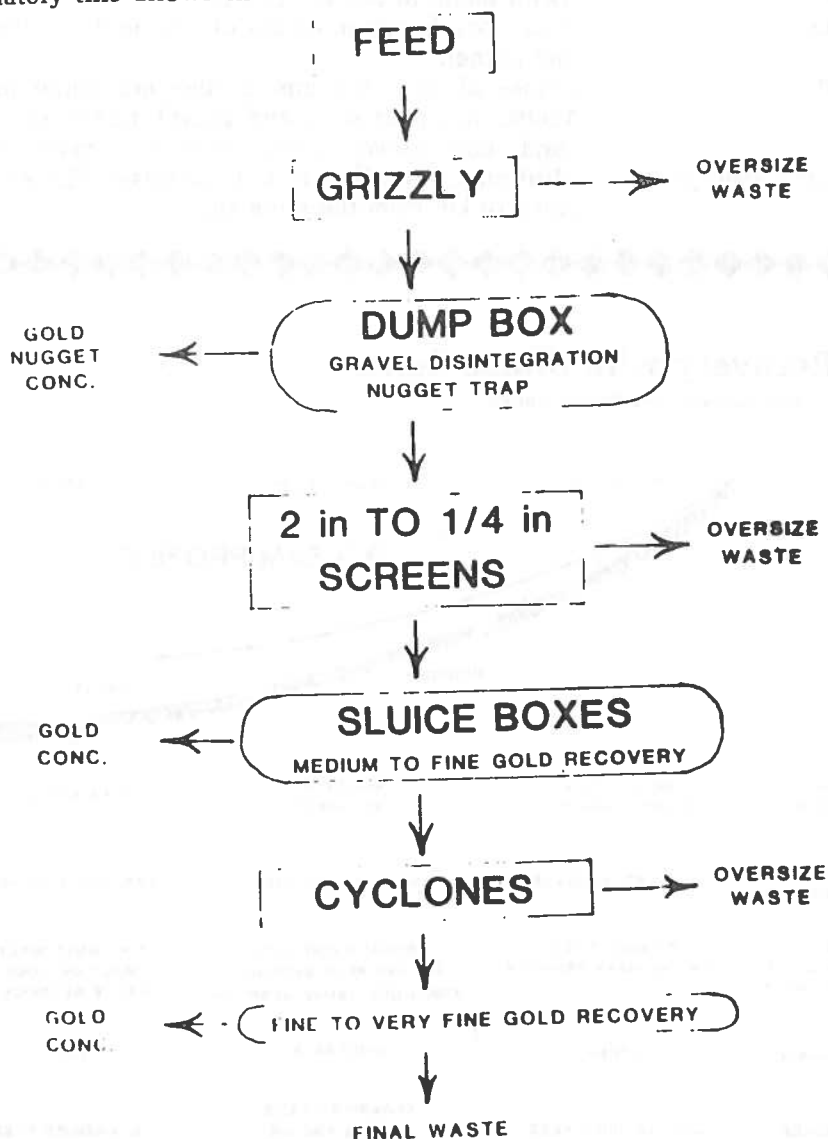 FEED
GRIZZLY
OVERSIZE
WASTE
DUMP BOX
GRAVEL DISINTEGRATION
NUGGET TRAP
GOLD
NUGGET
CONC.
2 in TO 1/4 in
SCREENS
OVERSIZE
WASTE
SLUICE BOXES
MEDIUM TO FINE GOLD RECOVERY
GOLD
CONC.
CYCLONES
OVERSIZE
WASTE
FINE TO VERY FINE GOLD RECOVERY
GOLD
CONC.
FINAL WASTE